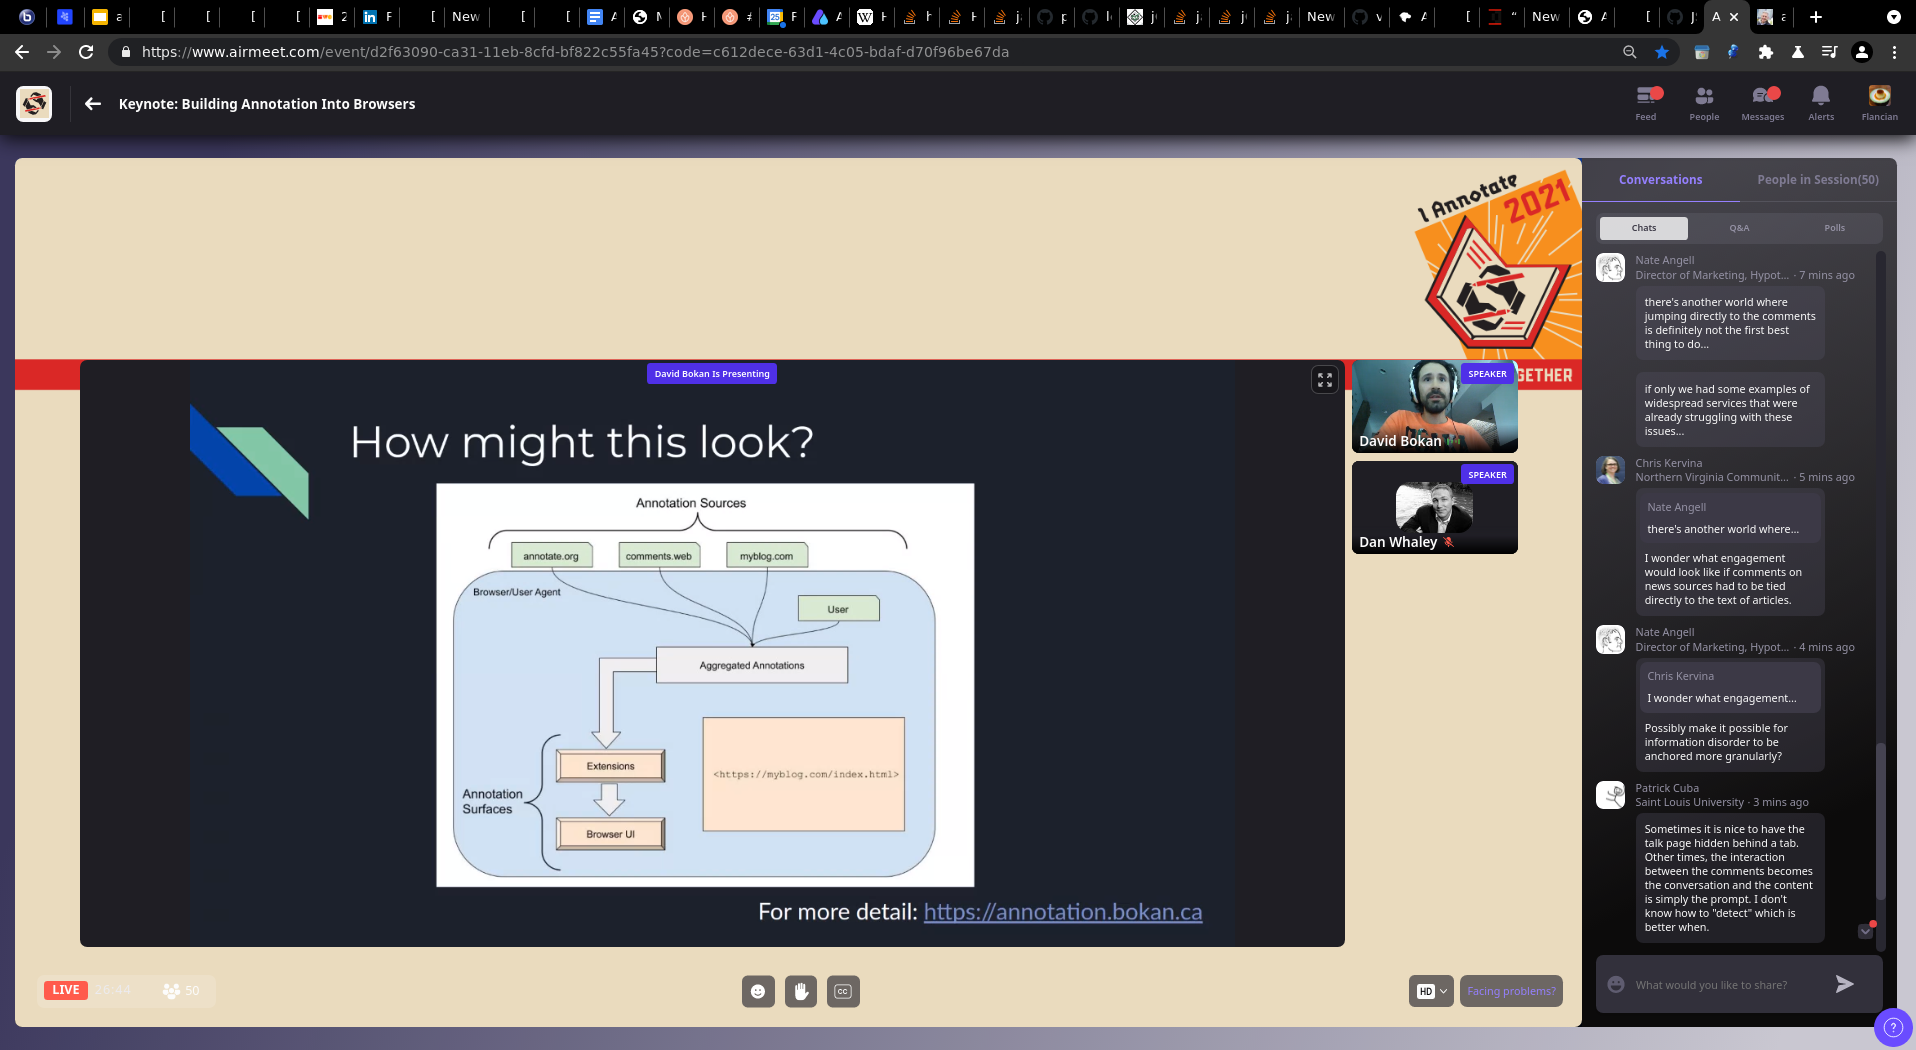 New
New
New
https://www.airmeet.com/event/d2f63090-ca31-11eb-8cfd-bf822c55fa45?code=c612dece-63d1-4c05-bdaf-d70f96be67da
Keynote: Building Annotation Into Browsers
Feed
People
Messages
Alerts
Flancian
I Annotate
2021
GETHER
David Bokan Is Presenting
How might this look?
Annotation Sources
annotate.org
comments.web
myblog.com
Browser/User Agent
User
Aggregated Annotations
Extensions
<https://myblog.com/index.html>
Annotation
Surfaces
Browser UI
For more detail: https://annotation.bokan.ca
SPEAKER
David Bokan
SPEAKER
Dan Whaley
LIVE
26:44
50
CC
HD
Facing problems?
Conversations
People in Session(50)
Chats
Q&A
Polls
Nate Angell
Director of Marketing, Hypot... · 7 mins ago
there's another world where
jumping directly to the comments
is definitely not the first best
thing to do...
if only we had some examples of
widespread services that were
already struggling with these
issues...
Chris Kervina
Northern Virginia Communit... · 5 mins ago
Nate Angell
there's another world where...
I wonder what engagement
would look like if comments on
news sources had to be tied
directly to the text of articles.
Nate Angell
Director of Marketing, Hypot... · 4 mins ago
Chris Kervina
I wonder what engagement...
Possibly make it possible for
information disorder to be
anchored more granularly?
Patrick Cuba
Saint Louis University · 3 mins ago
Sometimes it is nice to have the
talk page hidden behind a tab.
Other times, the interaction
between the comments becomes
the conversation and the content
is simply the prompt. I don't
know how to "detect" which is
better when.
What would you like to share?